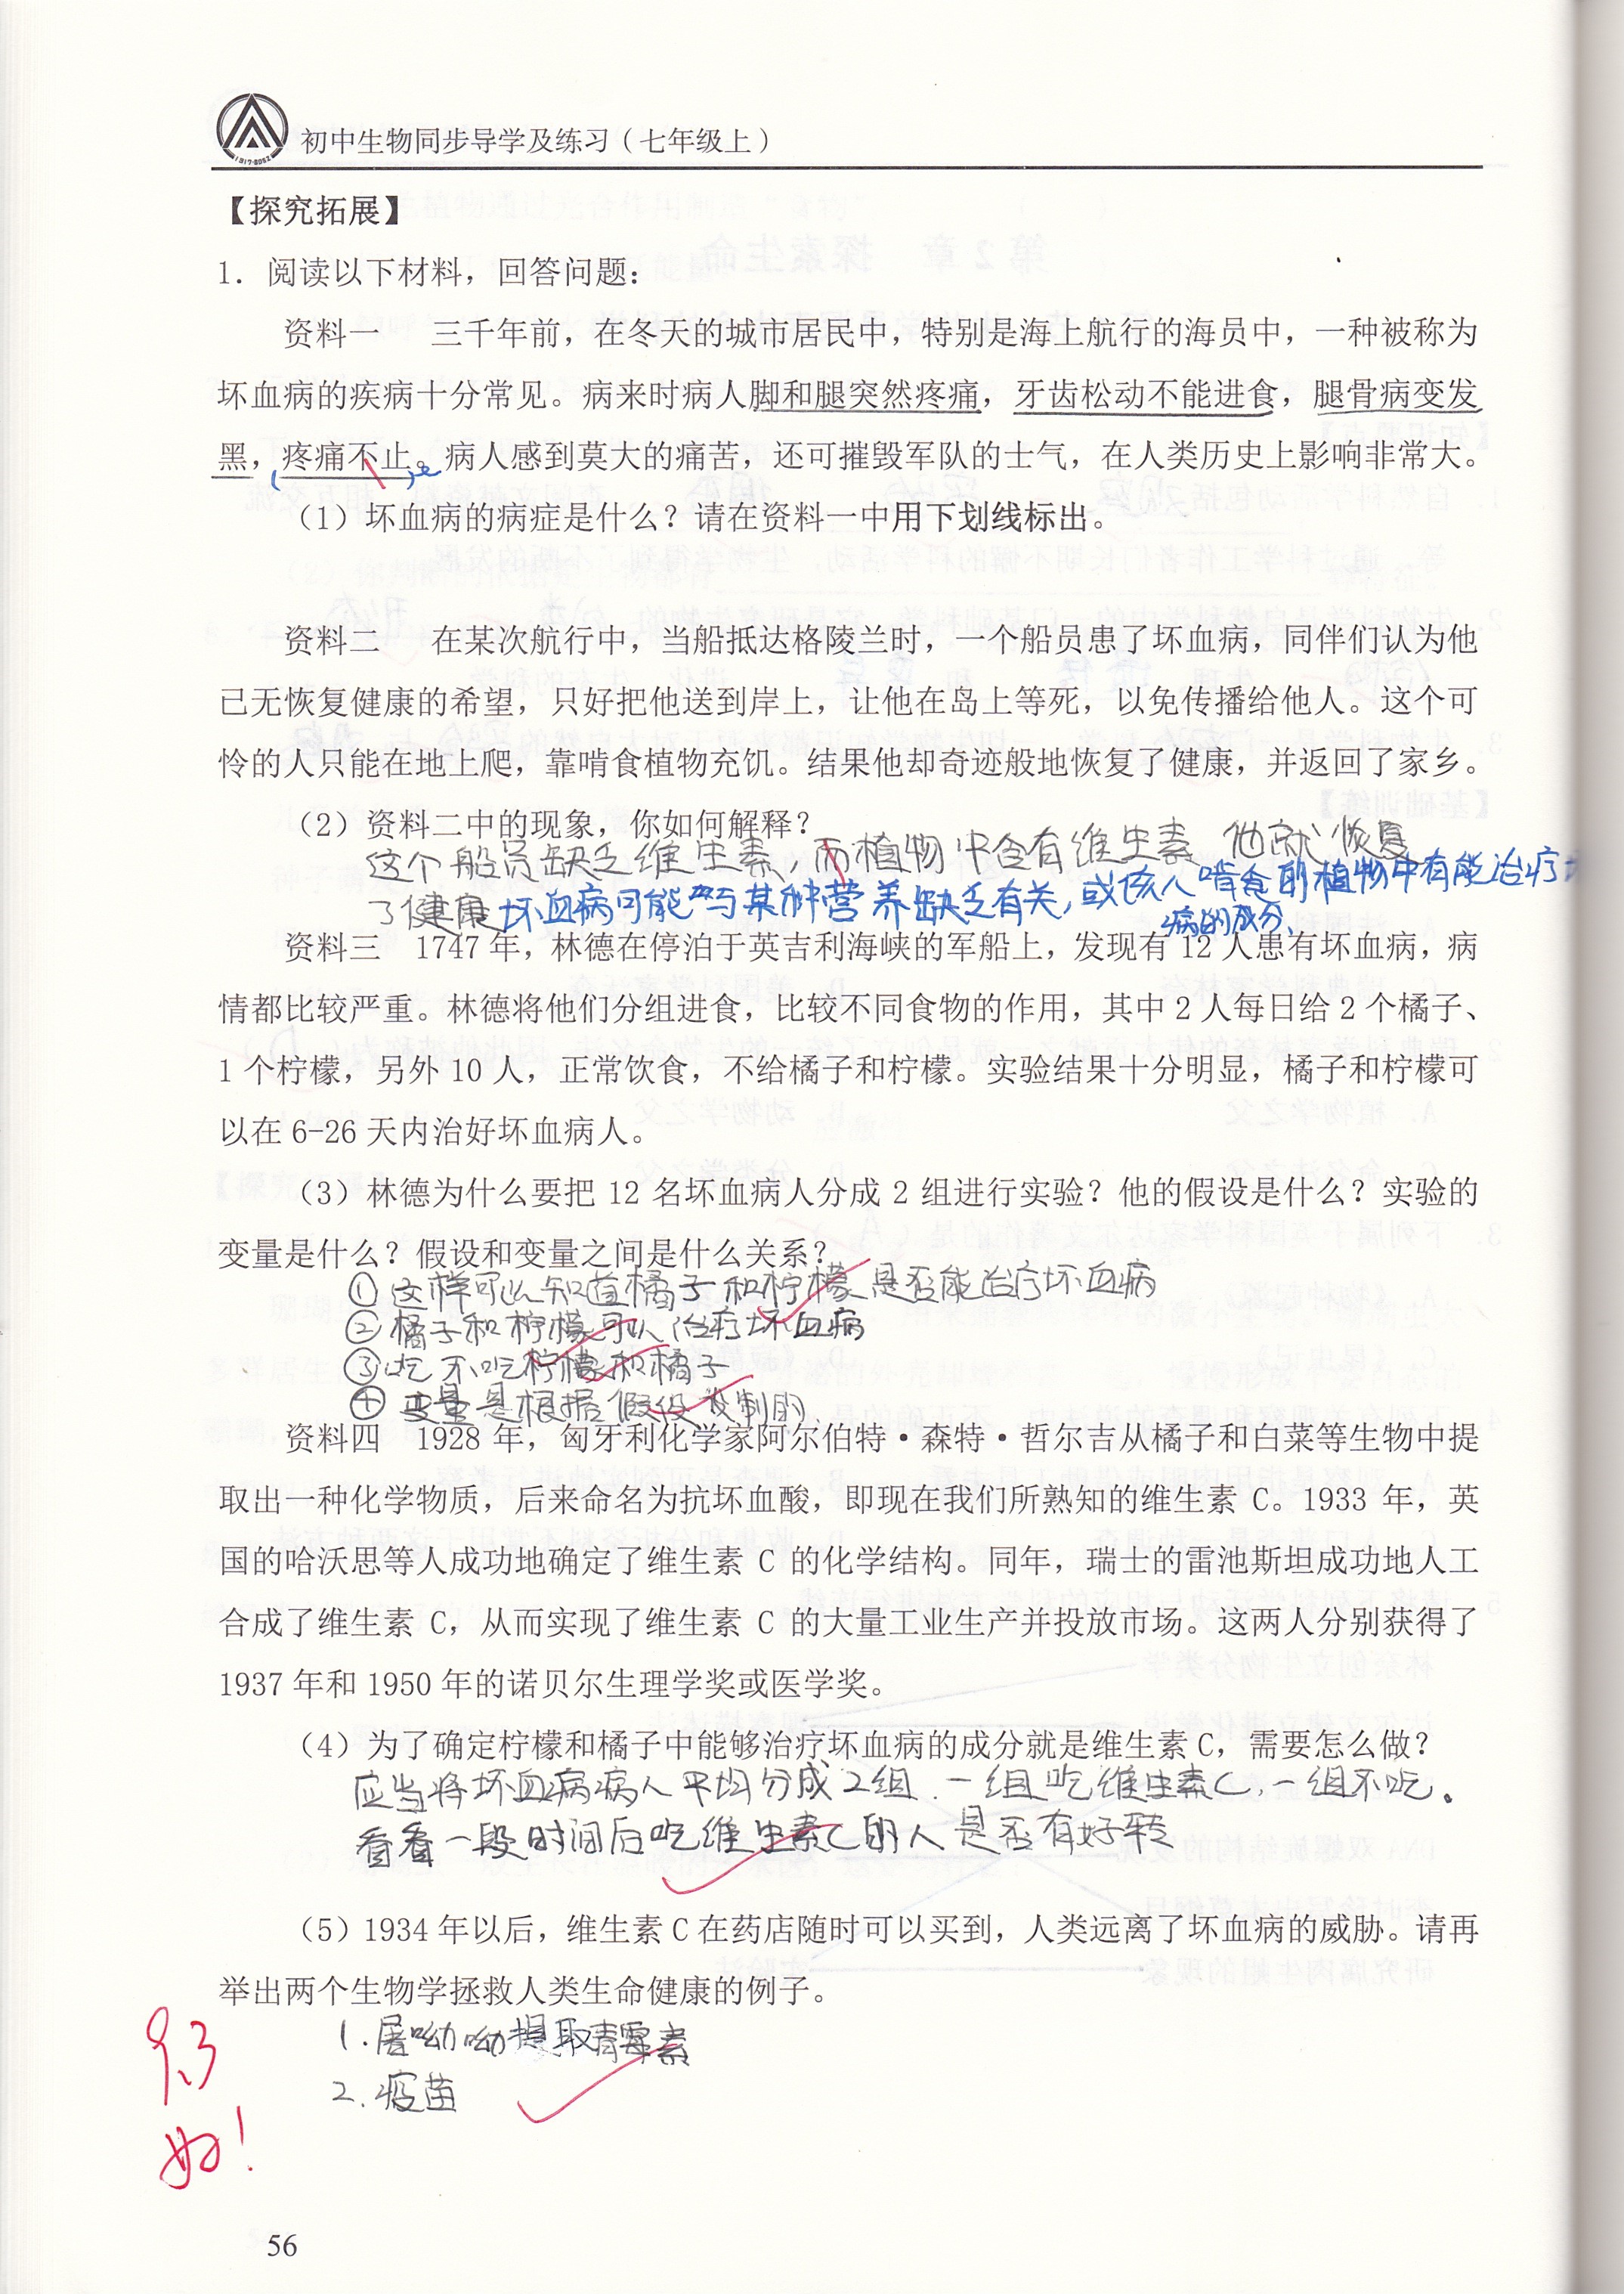 初中生物同步导学及练习（七年级上）
【探究拓展】
1. 阅读以下材料，回答问题：
资料一 三千年前，在冬天的城市居民中，特别是海上航行的海员中，一种被称为
坏血病的疾病十分常见。病来时病人脚和腿突然疼痛，牙齿松动不能进食，腿骨病变发
黑，疼痛不止。病人感到莫大的痛苦，还可摧毁军队的士气，在人类历史上影响非常大。
（1）坏血病的病症是什么？请在资料一中用下划线标出。
资料二 在某次航行中，当船抵达格陵兰时，一个船员患了坏血病，同伴们认为他
已无恢复健康的希望，只好把他送到岸上，让他在岛上等死，以免传播给他人。这个可
怜的人只能在地上爬，靠啃食植物充饥。结果他却奇迹般地恢复了健康，并返回了家乡。
（2）资料二中的现象，你如何解释？
这个船员缺乏维生素，而植物中含有维生素 他就恢复
了健康 坏血病可能与某种营养缺乏有关，或该人啃食的植物中有能治疗坏
病的成分、
资料三 1747 年，林德在停泊于英吉利海峡的军船上，发现有 12 人患有坏血病，病
情都比较严重。林德将他们分组进食，比较不同食物的作用，其中 2 人每日给 2 个橘子、
1 个柠檬，另外 10 人，正常饮食，不给橘子和柠檬。实验结果十分明显，橘子和柠檬可
以在 6-26 天内治好坏血病人。
（3）林德为什么要把 12 名坏血病人分成 2 组进行实验？他的假设是什么？实验的
变量是什么？假设和变量之间是什么关系？
①这样可以知道橘子和柠檬是否能治疗坏血病
②橘子和柠檬可以治疗坏血病
③吃不吃柠檬和橘子
④变量是根据假设设制的
资料四 1928 年，匈牙利化学家阿尔伯特·森特·哲尔吉从橘子和白菜等生物中提
取出一种化学物质，后来命名为抗坏血酸，即现在我们所熟知的维生素 C。1933 年，英
国的哈沃思等人成功地确定了维生素 C 的化学结构。同年，瑞士的雷池斯坦成功地人工
合成了维生素 C，从而实现了维生素 C 的大量工业生产并投放市场。这两人分别获得了
1937 年和 1950 年的诺贝尔生理学奖或医学奖。
（4）为了确定柠檬和橘子中能够治疗坏血病的成分就是维生素 C，需要怎么做？
应当将坏血病病人平均分成2组．一组吃维生素C，一组不吃。
看看一段时间后吃维生素C的人是否有好转
（5）1934 年以后，维生素 C 在药店随时可以买到，人类远离了坏血病的威胁。请再
举出两个生物学拯救人类生命健康的例子。
1. 屠呦呦提取青霉素
2. 疫苗
9.3
好！
56